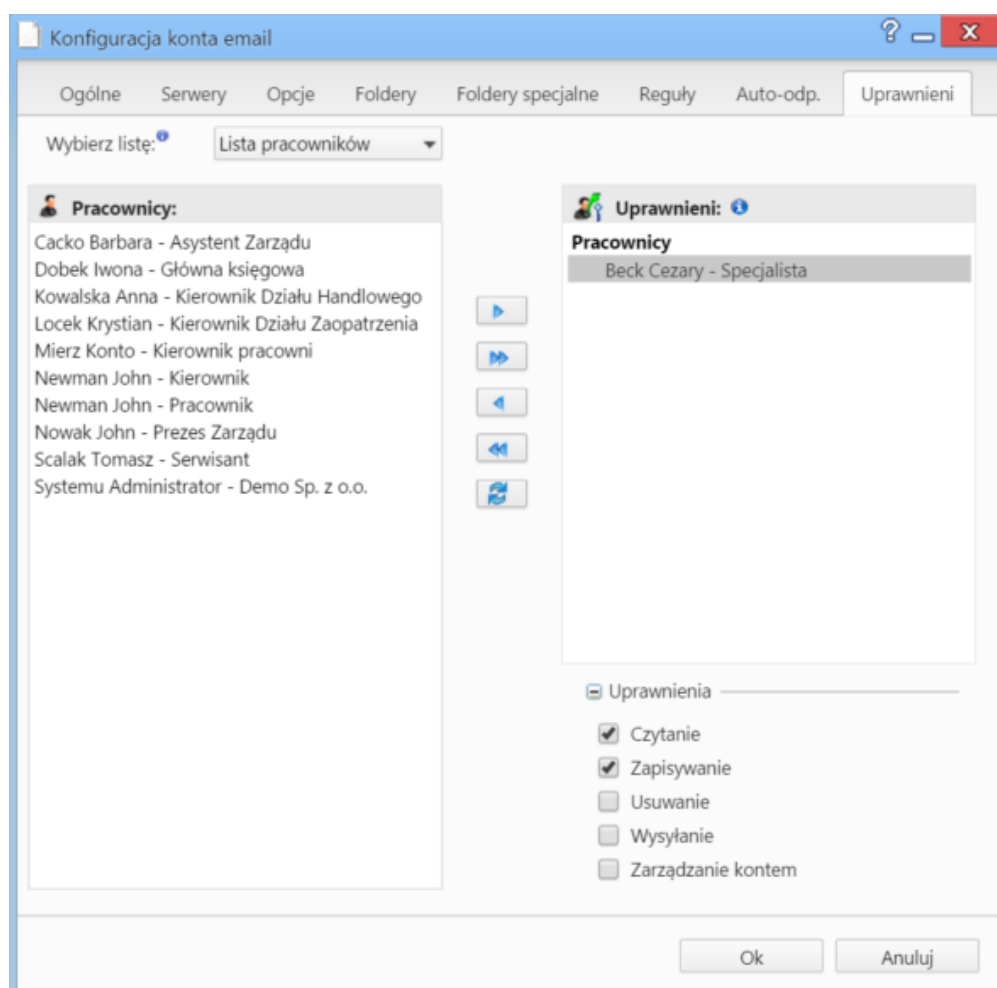 Konfiguracja konta email
?
X
Ogólne Serwery Opcje Foldery Foldery specjalne Reguły Auto-odp. Uprawnieni
Wybierz listę: Lista pracowników
Pracownicy:
Cacko Barbara - Asystent Zarządu
Dobek Iwona - Główna księgowa
Kowalska Anna - Kierownik Działu Handlowego
Locek Krystian - Kierownik Działu Zaopatrzenia
Mierz Konto - Kierownik pracowni
Newman John - Kierownik
Newman John - Pracownik
Nowak John - Prezes Zarządu
Scalak Tomasz - Serwisant
Systemu Administrator - Demo Sp. z o.o.
Uprawnieni:
Pracownicy
Beck Cezary - Specjalista
Uprawnienia
Czytanie
Zapisywanie
Usuwanie
Wysyłanie
Zarządzanie kontem
Ok Anuluj